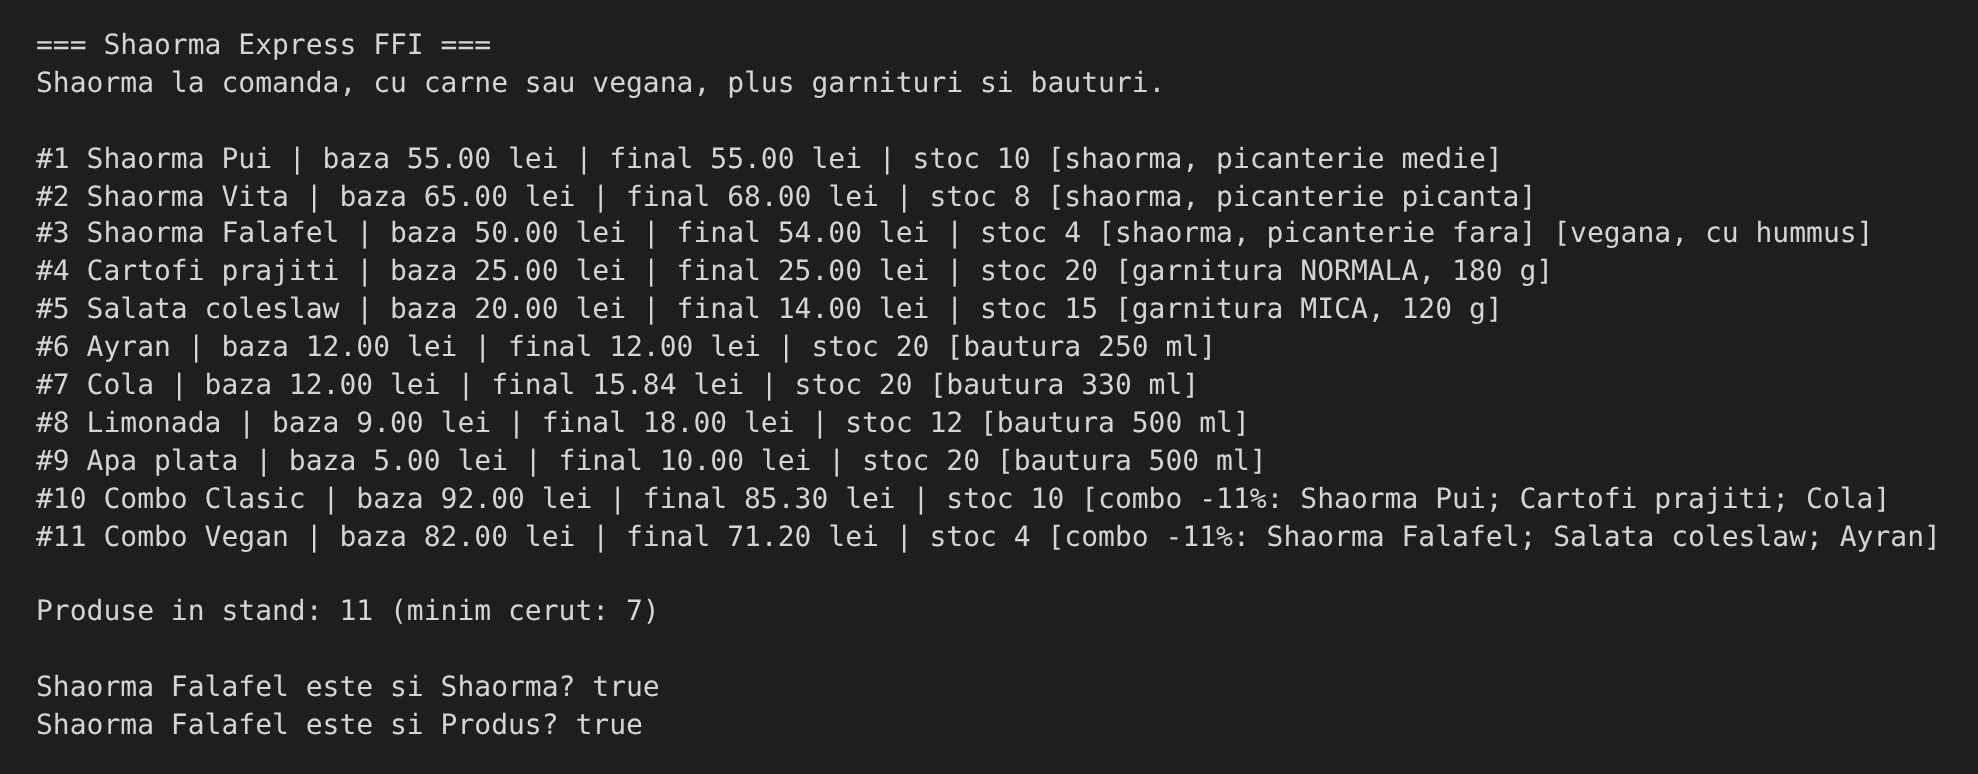 === Shaorma Express FFI ===
Shaorma la comanda, cu carne sau vegana, plus garnituri si bauturi.
#1 Shaorma Pui | baza 55.00 lei | final 55.00 lei | stoc 10 [shaorma, picanterie medie]
#2 Shaorma Vita | baza 65.00 lei | final 68.00 lei | stoc 8 [shaorma, picanterie picanta]
#3 Shaorma Falafel | baza 50.00 lei | final 54.00 lei | stoc 4 [shaorma, picanterie fara] [vegana, cu hummus]
#4 Cartofi prajiti | baza 25.00 lei | final 25.00 lei | stoc 20 [garnitura NORMALA, 180 g]
#5 Salata coleslaw | baza 20.00 lei | final 14.00 lei | stoc 15 [garnitura MICA, 120 g]
#6 Ayran | baza 12.00 lei | final 12.00 lei | stoc 20 [bautura 250 ml]
#7 Cola | baza 12.00 lei | final 15.84 lei | stoc 20 [bautura 330 ml]
#8 Limonada | baza 9.00 lei | final 18.00 lei | stoc 12 [bautura 500 ml]
#9 Apa plata | baza 5.00 lei | final 10.00 lei | stoc 20 [bautura 500 ml]
#10 Combo Clasic | baza 92.00 lei | final 85.30 lei | stoc 10 [combo -11%: Shaorma Pui; Cartofi prajiti; Cola]
#11 Combo Vegan | baza 82.00 lei | final 71.20 lei | stoc 4 [combo -11%: Shaorma Falafel; Salata coleslaw; Ayran]
Produse in stand: 11 (minim cerut: 7)
Shaorma Falafel este si Shaorma? true
Shaorma Falafel este si Produs? true